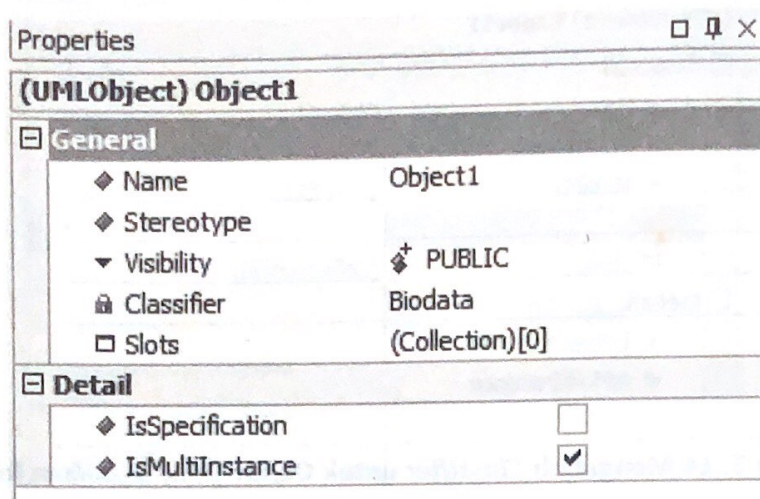 Properties
(UMLObject) Object1
General
Name Object1
Stereotype
Visibility PUBLIC
Classifier Biodata
Slots (Collection)[0]
Detail
IsSpecification
IsMultiInstance